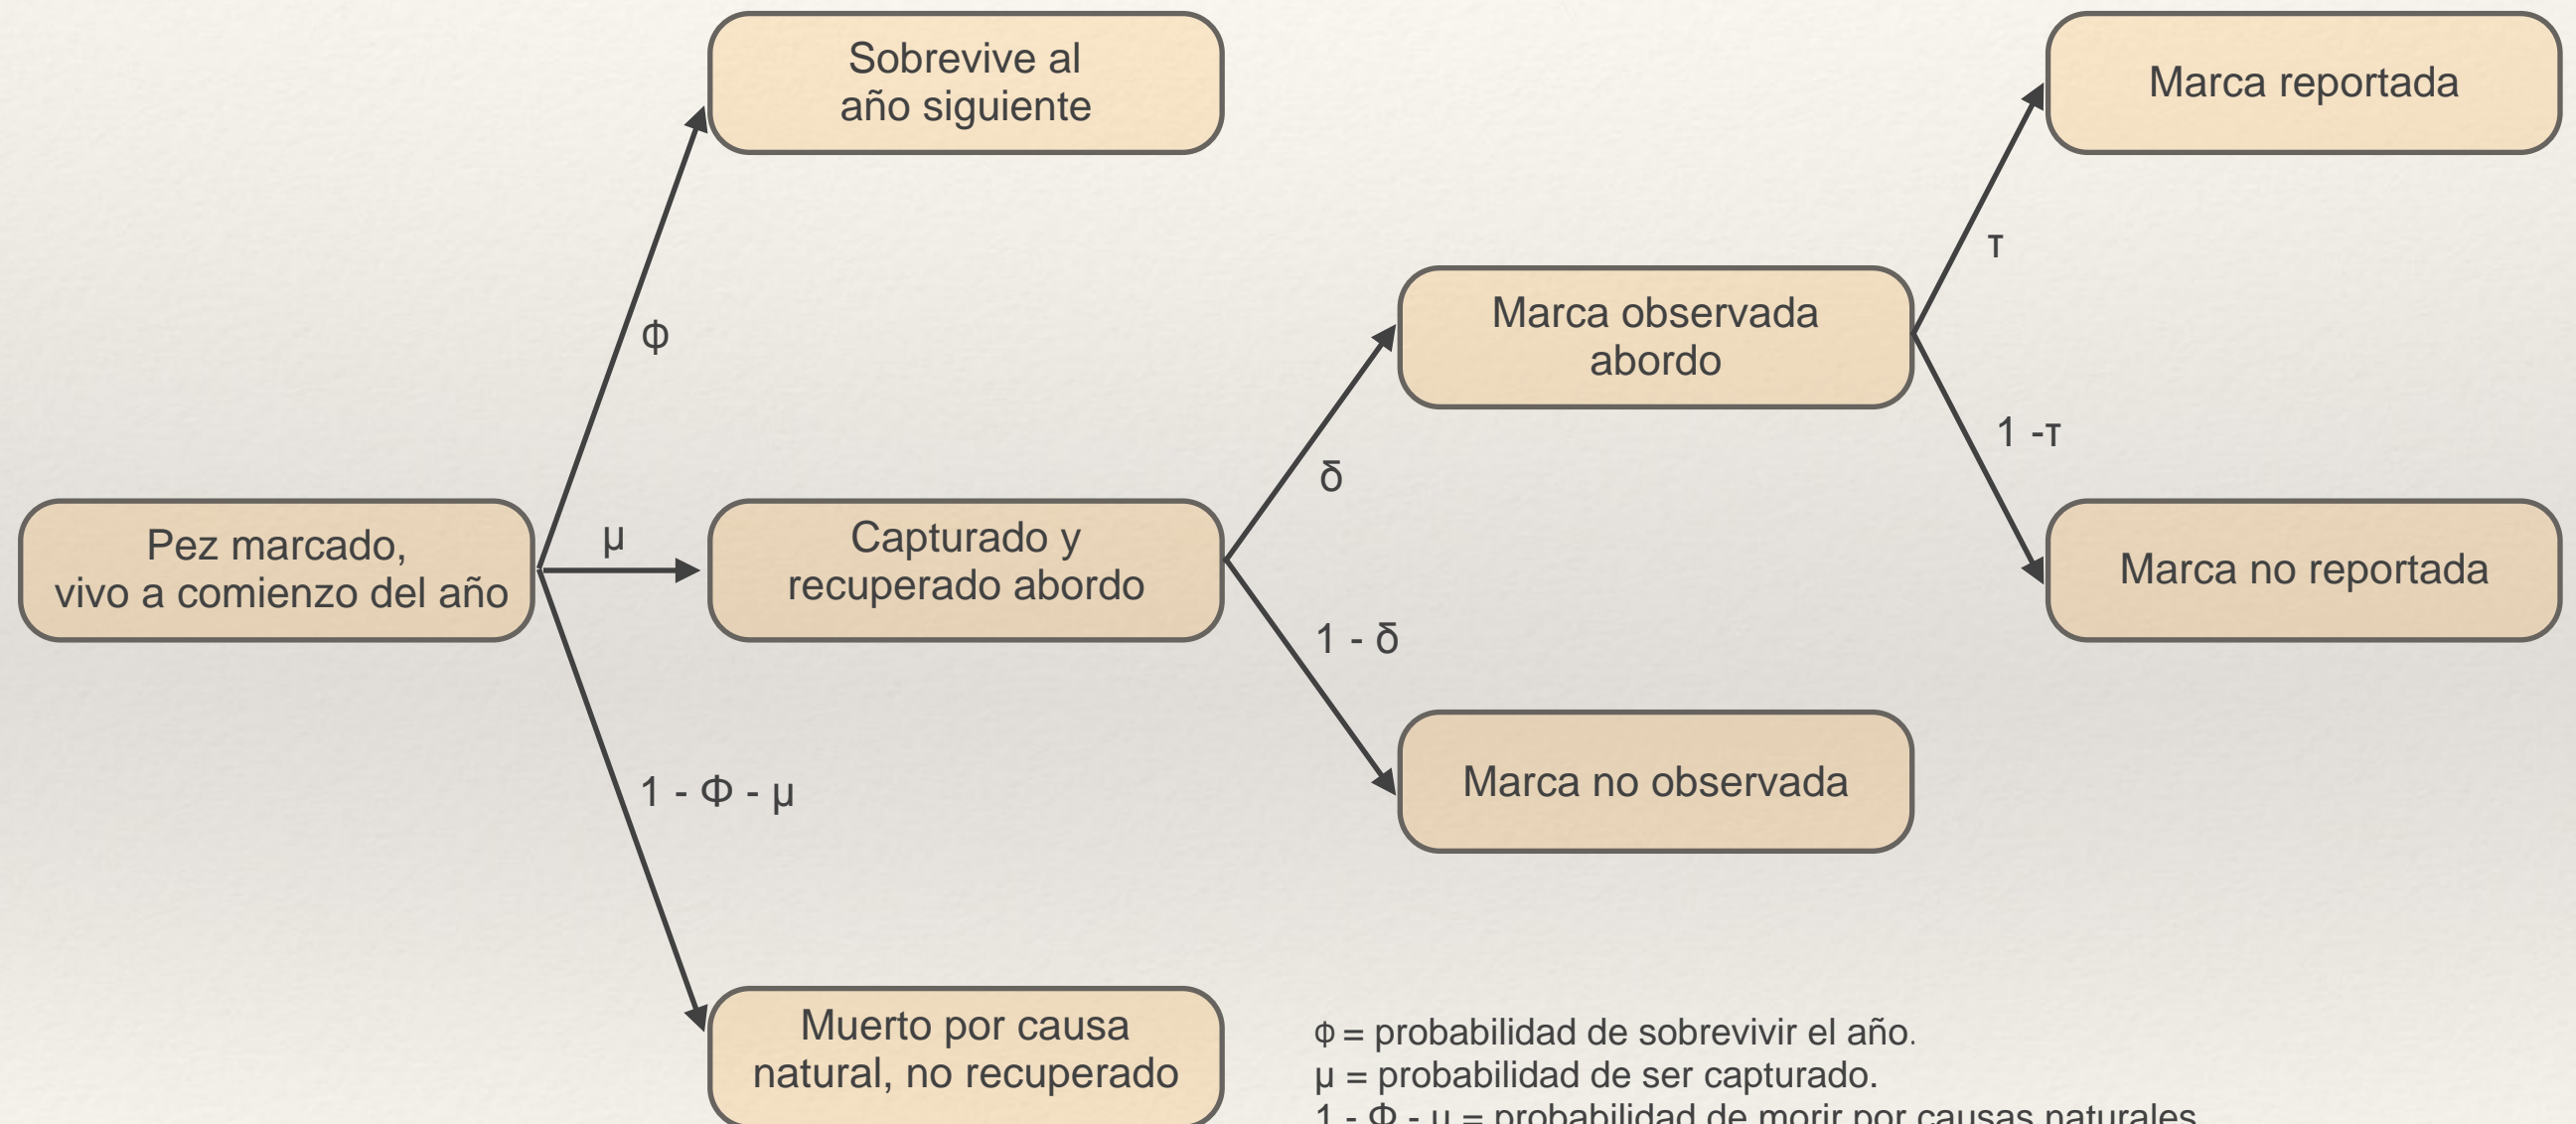 Sobrevive al
año siguiente
Marca reportada
τ
ϕ
Marca observada
abordo
1 -τ
δ
Pez marcado,
vivo a comienzo del año
μ
Capturado y
recuperado abordo
Marca no reportada
1 - δ
1 - Φ - μ
Marca no observada
Muerto por causa
natural, no recuperado
ϕ = probabilidad de sobrevivir el año.
μ = probabilidad de ser capturado.
1 - Φ - μ = probabilidad de morir por causas naturales